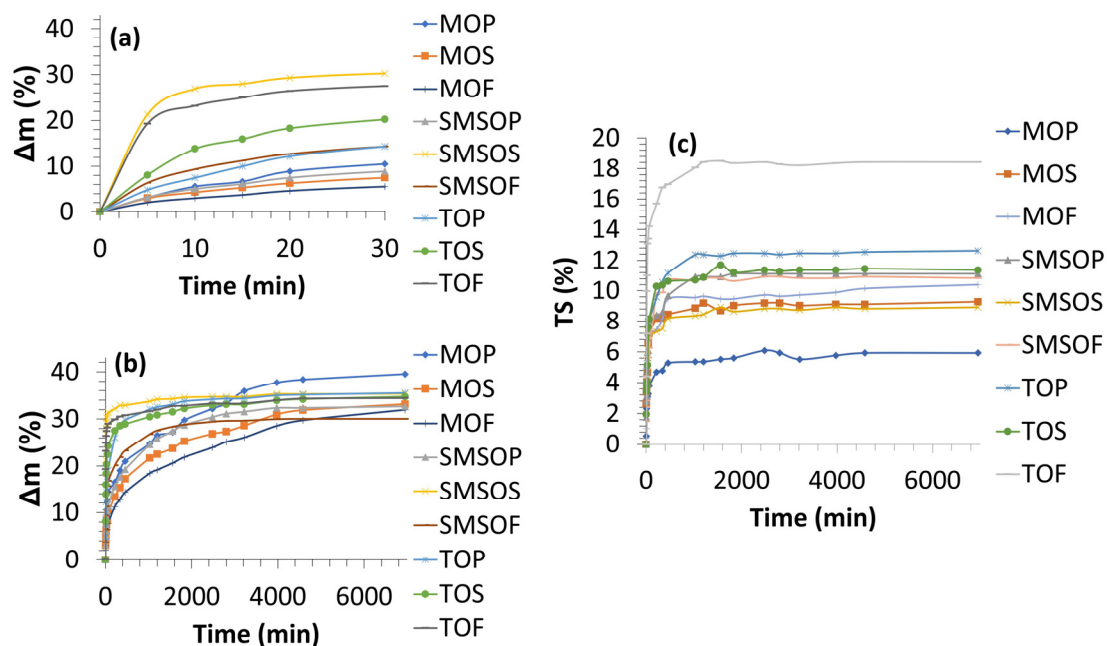 (a)
Δm (%)
40
30
20
10
0
0 10 20 30
Time (min)
MOP
MOS
MOF
SMSOP
SMSOS
SMSOF
TOP
TOS
TOF
(b)
Δm (%)
40
30
20
10
0
0 2000 4000 6000
Time (min)
MOP
MOS
MOF
SMSOP
SMSOS
SMSOF
TOP
TOS
TOF
(c)
TS (%)
20
18
16
14
12
10
8
6
4
2
0
0 2000 4000 6000
Time (min)
MOP
MOS
MOF
SMSOP
SMSOS
SMSOF
TOP
TOS
TOF